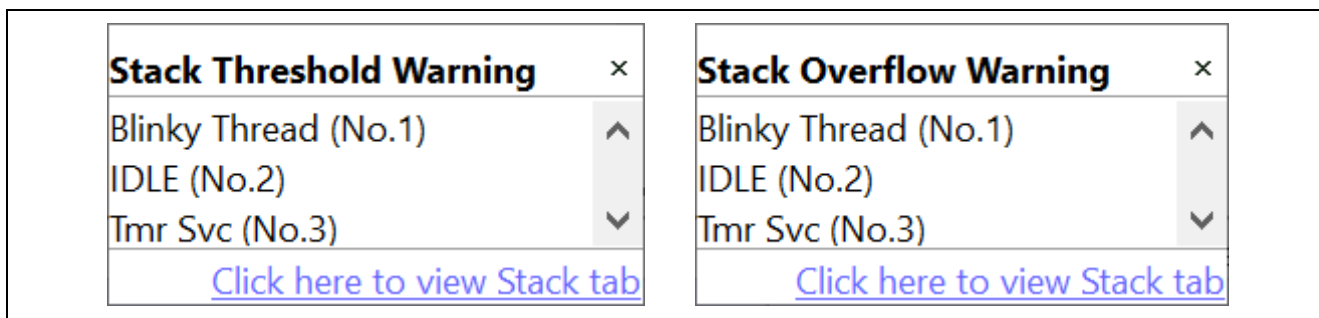 Stack Threshold Warning ×
Blinky Thread (No.1)
IDLE (No.2)
Tmr Svc (No.3)
Click here to view Stack tab
Stack Overflow Warning ×
Blinky Thread (No.1)
IDLE (No.2)
Tmr Svc (No.3)
Click here to view Stack tab